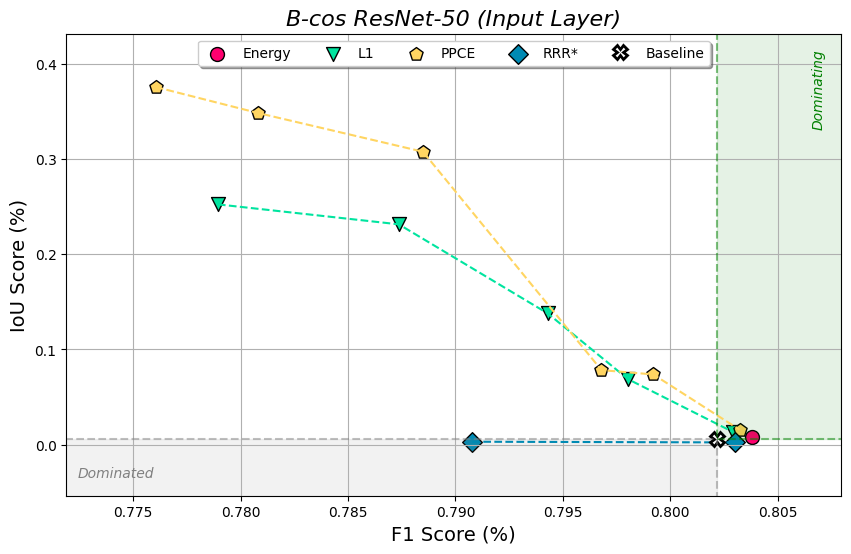 B-cos ResNet-50 (Input Layer)
Energy L1 PPCE RRR* Baseline
Dominating
Dominated
IoU Score (%)
0.4
0.3
0.2
0.1
0.0
0.775 0.780 0.785 0.790 0.795 0.800 0.805
F1 Score (%)